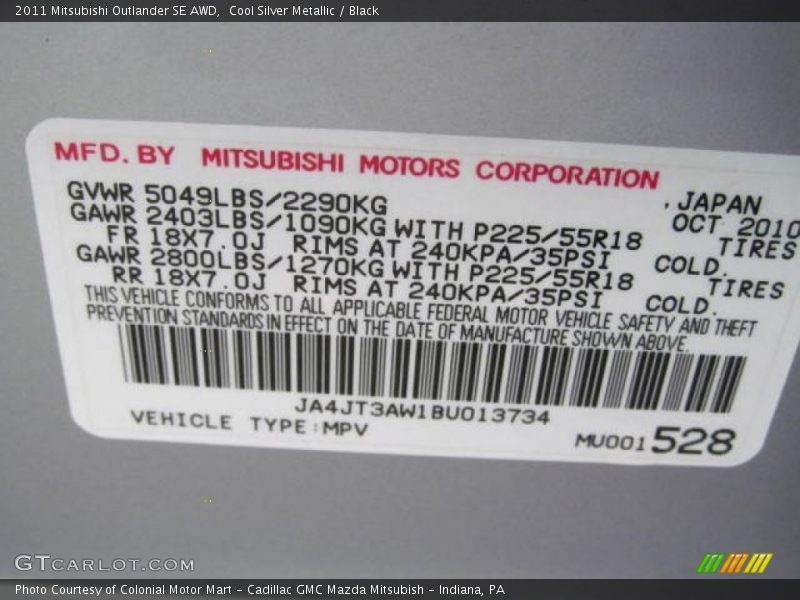 2011 Mitsubishi Outlander SE AWD,  Cool Silver Metallic / Black
MFD. BY MITSUBISHI MOTORS CORPORATION
GVWR 5049LBS/2290KG . JAPAN
GAWR 2403LBS/1090KG WITH P225/55R18 OCT 2010
FR 18X7.0J RIMS AT 240KPA/35PSI TIRES
COLD.
GAWR 2800LBS/1270KG WITH P225/55R18 TIRES
RR 18X7.0J RIMS AT 240KPA/35PSI COLD.
THIS VEHICLE CONFORMS TO ALL APPLICABLE FEDERAL MOTOR VEHICLE SAFETY AND THEFT
PREVENTION STANDARDS IN EFFECT ON THE DATE OF MANUFACTURE SHOWN ABOVE.
JA4JT3AW1BU013734
VEHICLE TYPE:MPV
MU001 528
GTCARLOT.COM
Photo Courtesy of Colonial Motor Mart - Cadillac GMC Mazda Mitsubish - Indiana, PA